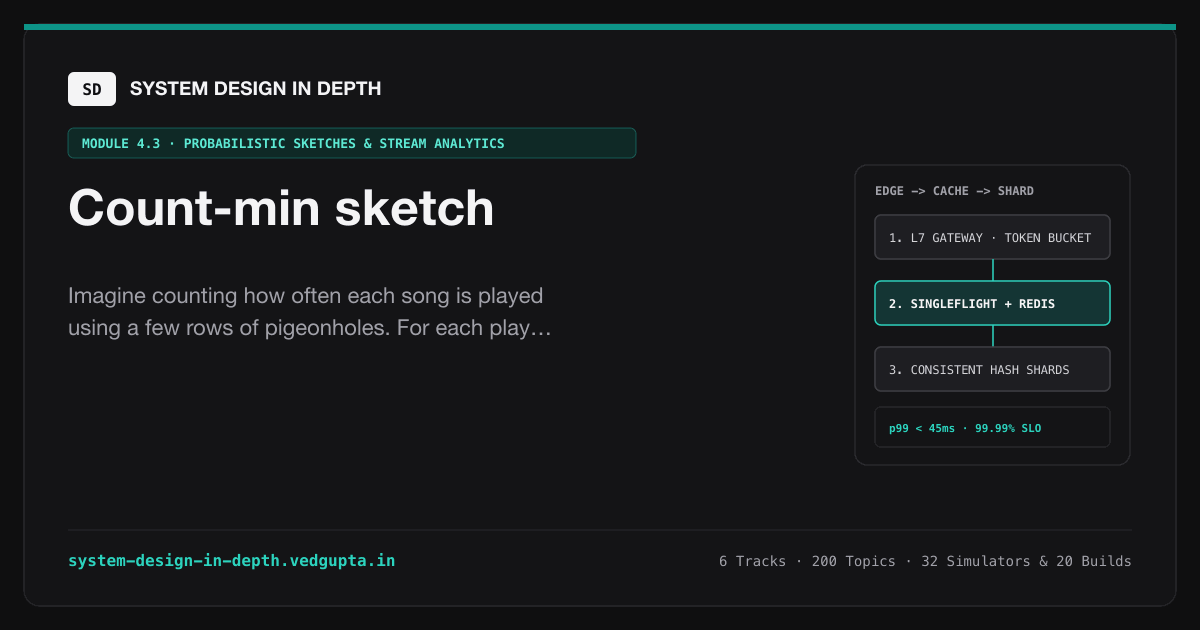 SD
SYSTEM DESIGN IN DEPTH
MODULE 4.3 · PROBABILISTIC SKETCHES & STREAM ANALYTICS
Count-min sketch
Imagine counting how often each song is played
using a few rows of pigeonholes. For each play…
EDGE —> CACHE —> SHARD
1. L7 GATEWAY · TOKEN BUCKET
2. SINGLEFLIGHT + REDIS
3. CONSISTENT HASH SHARDS
p99 < 45ms · 99.99% SLO
system-design-in-depth.vedgupta.in
6 Tracks · 200 Topics · 32 Simulators & 20 Builds